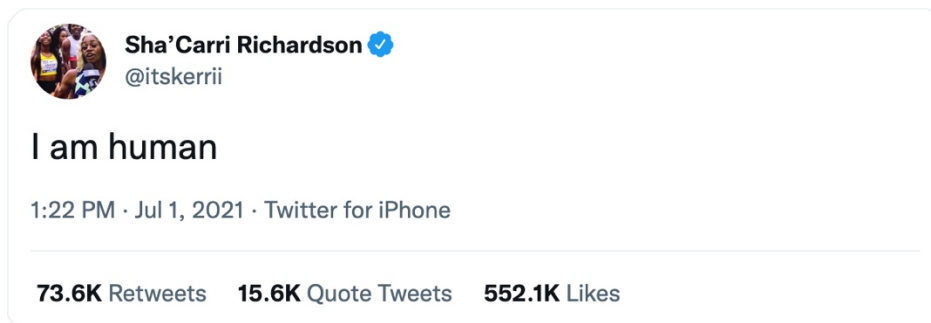 Sha’Carri Richardson
@itskerrii
I am human
1:22 PM · Jul 1, 2021 · Twitter for iPhone
73.6K Retweets 15.6K Quote Tweets 552.1K Likes